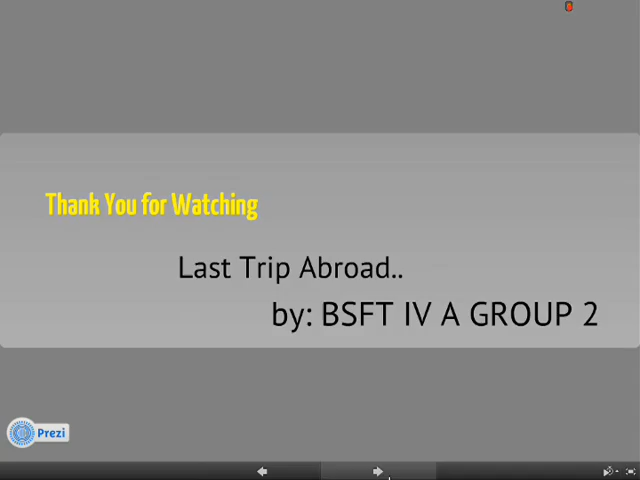 Thank You for Watching
Last Trip Abroad..
by: BSFT IV A GROUP 2
Prezi